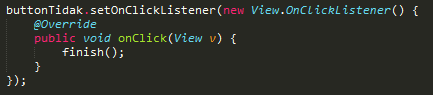 buttonTidak.setOnClickListener(new View.OnClickListener() {
    @Override
    public void onClick(View v) {
        finish();
    }
});